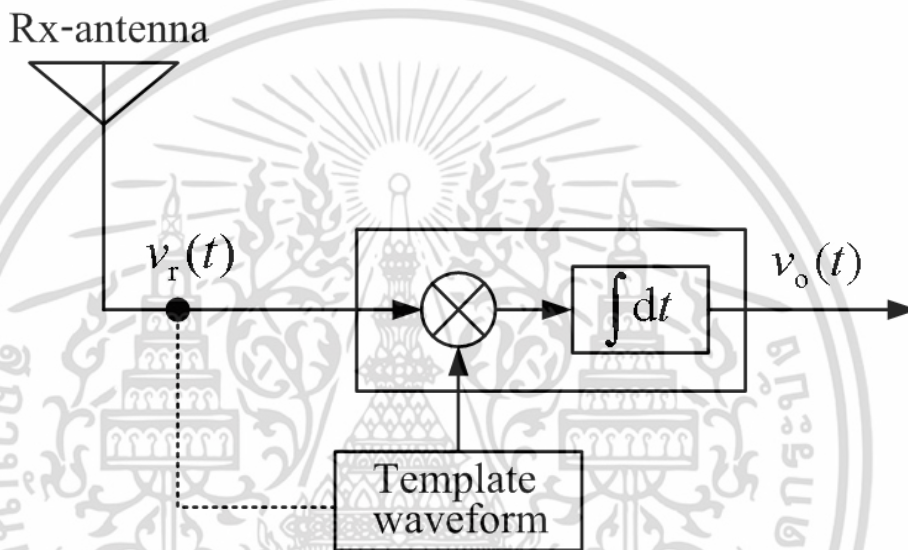 Rx-antenna
v_r(t)
v_o(t)
∫ dt
Template
waveform